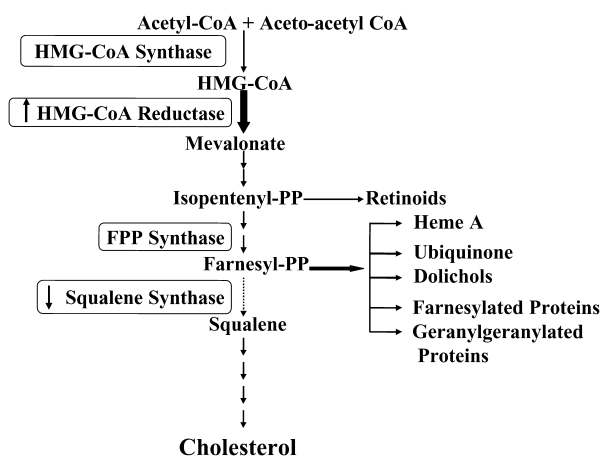 Acetyl-CoA + Aceto-acetyl CoA
HMG-CoA Synthase
HMG-CoA
HMG-CoA Reductase
Mevalonate
Isopentenyl-PP
Retinoids
Heme A
FPP Synthase
Ubiquinone
Farnesyl-PP
Dolichols
Squalene Synthase
Farnesylated Proteins
Squalene
Geranylgeranylated
Proteins
Cholesterol